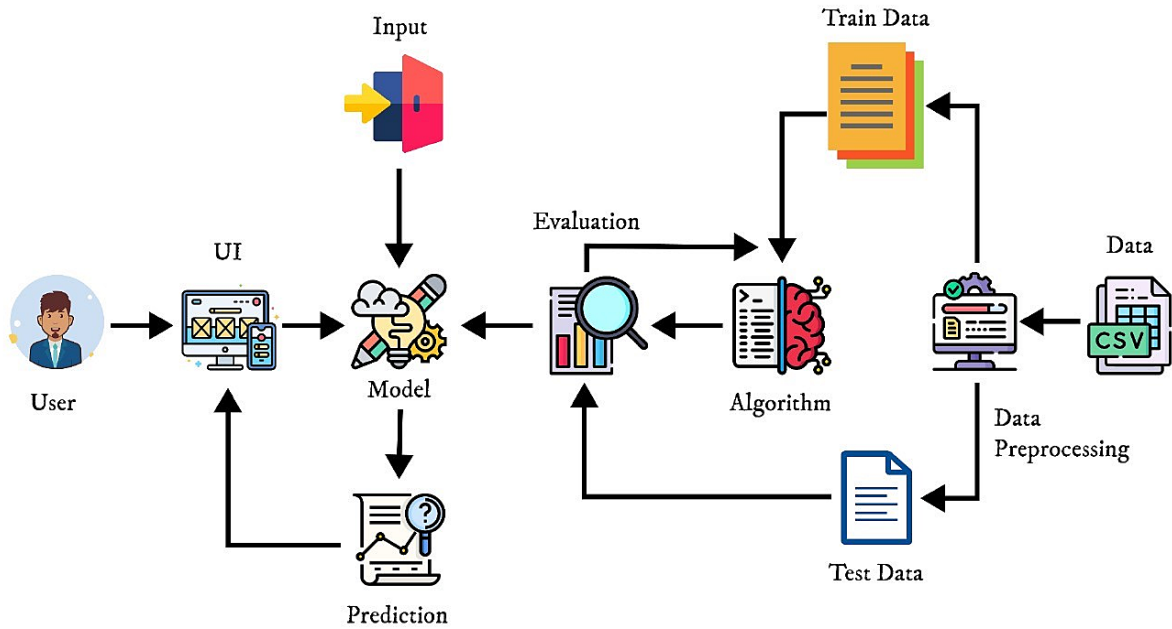 Train Data
Input
Evaluation
UI
Data
CSV
User
Model
Algorithm
Data
Preprocessing
?
Test Data
Prediction